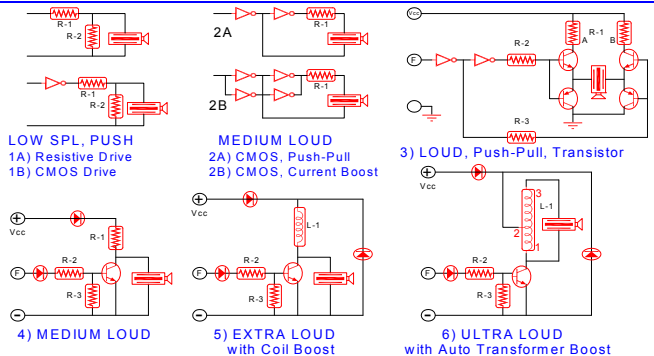 R-1
R-2
R-1
R-2
LOW SPL, PUSH
1A) Resistive Drive
1B) CMOS Drive
2A
R-1
2B
R-1
MEDIUM LOUD
2A) CMOS, Push-Pull
2B) CMOS, Current Boost
Vcc
R-1
A
B
F
R-2
R-3
3) LOUD, Push-Pull, Transistor
+
Vcc
R-1
F
R-2
R-3
4) MEDIUM LOUD
+
Vcc
L-1
F
R-2
R-3
5) EXTRA LOUD
with Coil Boost
+
Vcc
3
L-1
2
1
F
R-2
R-3
6) ULTRA LOUD
with Auto Transformer Boost